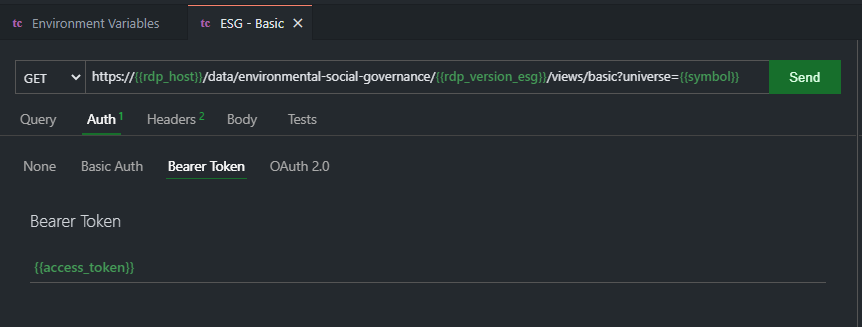 tc Environment Variables tc ESG - Basic ×
GET https://{{rdp_host}}/data/environmental-social-governance/{{rdp_version_esg}}/views/basic?universe={{symbol}} Send
Query Auth 1 Headers 2 Body Tests
None Basic Auth Bearer Token OAuth 2.0
Bearer Token
{{access_token}}